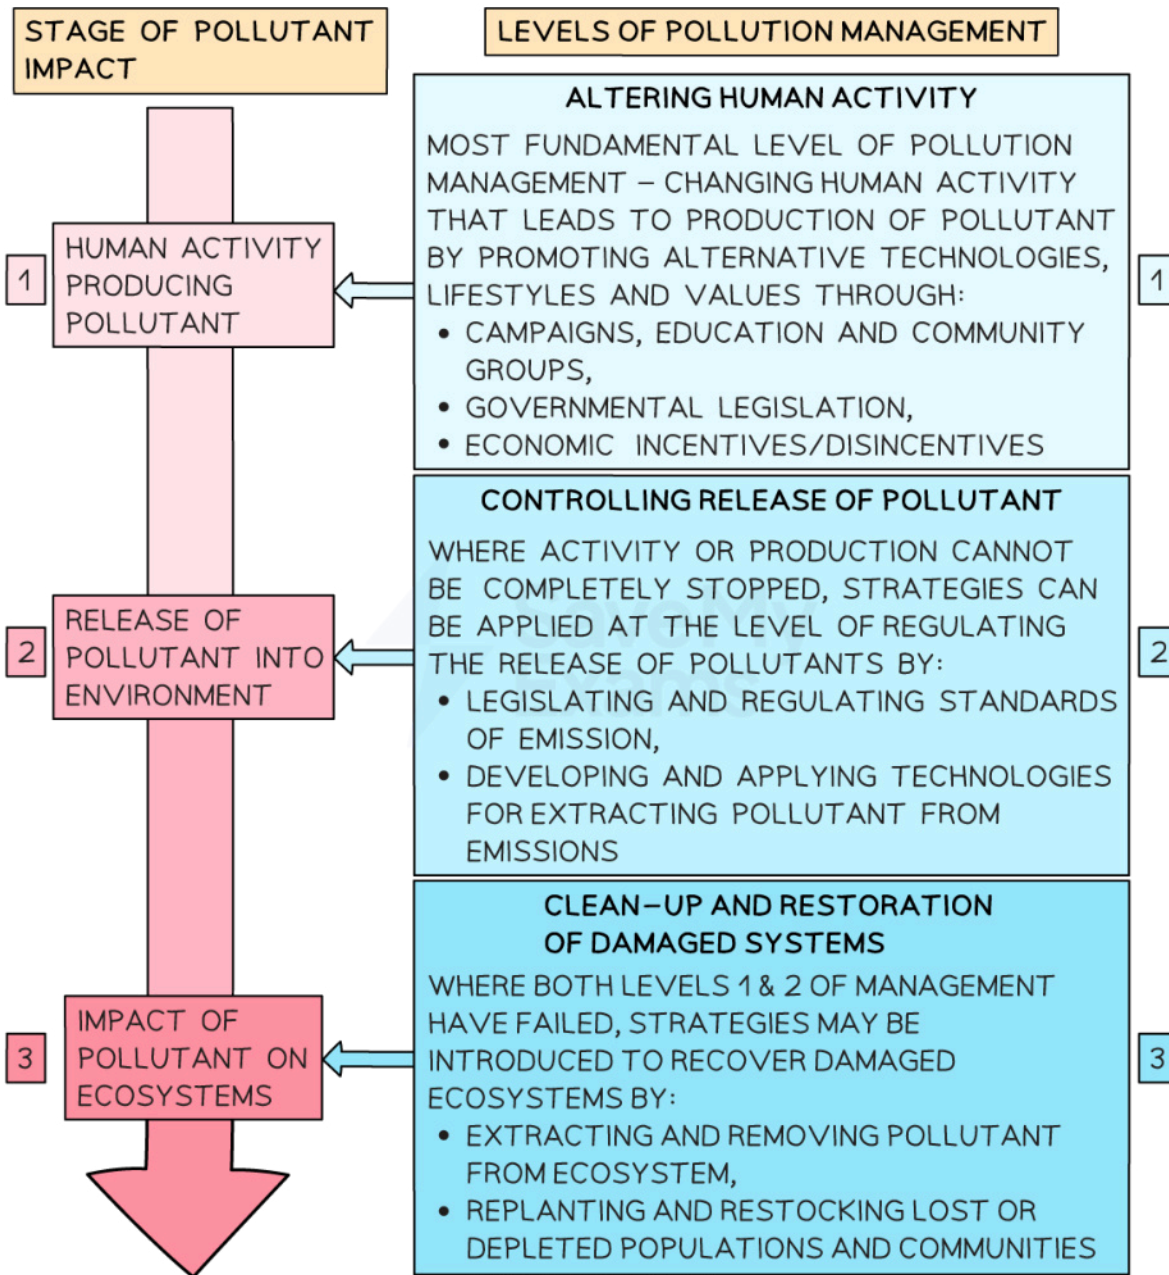 STAGE OF POLLUTANT
IMPACT
LEVELS OF POLLUTION MANAGEMENT
1
HUMAN ACTIVITY
PRODUCING
POLLUTANT
ALTERING HUMAN ACTIVITY
MOST FUNDAMENTAL LEVEL OF POLLUTION
MANAGEMENT – CHANGING HUMAN ACTIVITY
THAT LEADS TO PRODUCTION OF POLLUTANT
BY PROMOTING ALTERNATIVE TECHNOLOGIES,
LIFESTYLES AND VALUES THROUGH:
• CAMPAIGNS, EDUCATION AND COMMUNITY
GROUPS,
• GOVERNMENTAL LEGISLATION,
• ECONOMIC INCENTIVES/DISINCENTIVES
1
2
RELEASE OF
POLLUTANT INTO
ENVIRONMENT
CONTROLLING RELEASE OF POLLUTANT
WHERE ACTIVITY OR PRODUCTION CANNOT
BE COMPLETELY STOPPED, STRATEGIES CAN
BE APPLIED AT THE LEVEL OF REGULATING
THE RELEASE OF POLLUTANTS BY:
• LEGISLATING AND REGULATING STANDARDS
OF EMISSION,
• DEVELOPING AND APPLYING TECHNOLOGIES
FOR EXTRACTING POLLUTANT FROM
EMISSIONS
2
Save My
Exams
3
IMPACT OF
POLLUTANT ON
ECOSYSTEMS
CLEAN–UP AND RESTORATION
OF DAMAGED SYSTEMS
WHERE BOTH LEVELS 1 & 2 OF MANAGEMENT
HAVE FAILED, STRATEGIES MAY BE
INTRODUCED TO RECOVER DAMAGED
ECOSYSTEMS BY:
• EXTRACTING AND REMOVING POLLUTANT
FROM ECOSYSTEM,
• REPLANTING AND RESTOCKING LOST OR
DEPLETED POPULATIONS AND COMMUNITIES
3